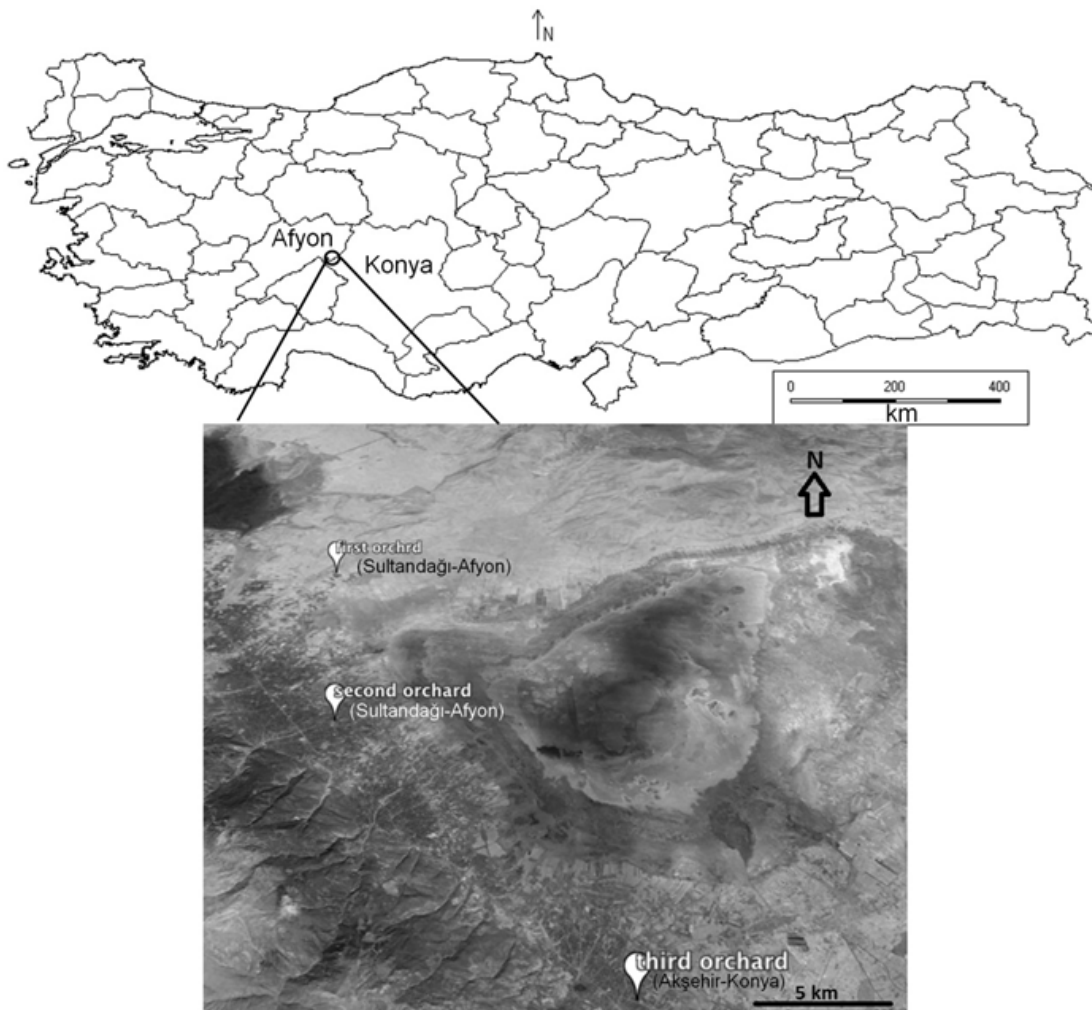 N
Afyon
Konya
0 200 400
km
N
first orchrd
(Sultandağı-Afyon)
second orchard
(Sultandağı-Afyon)
third orchard
(Akşehir-Konya)
5 km